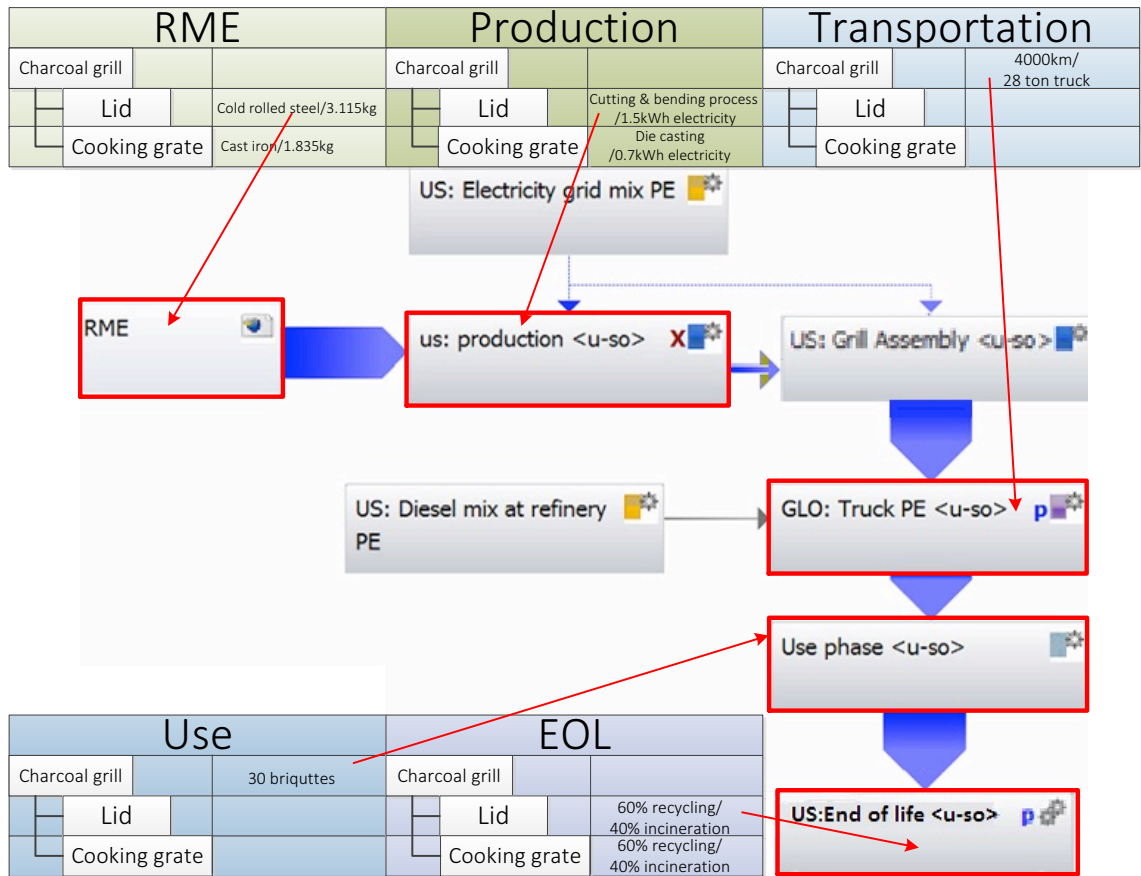 RME
Production
Transportation
Charcoal grill
Charcoal grill
Charcoal grill
4000km/
28 ton truck
Lid
Cold rolled steel/3.115kg
Lid
Cutting & bending process
/1.5kWh electricity
Lid
Cooking grate
Cast iron/1.835kg
Cooking grate
Die casting
/0.7kWh electricity
Cooking grate
US: Electricity grid mix PE
RME
us: production <u-so>
X
US: Grill Assembly <u-so>
US: Diesel mix at refinery
PE
GLO: Truck PE <u-so>
p
Use phase <u-so>
Use
EOL
Charcoal grill
30 briquttes
Charcoal grill
Lid
Lid
60% recycling/
40% incineration
Cooking grate
Cooking grate
60% recycling/
40% incineration
US:End of life <u-so>
p